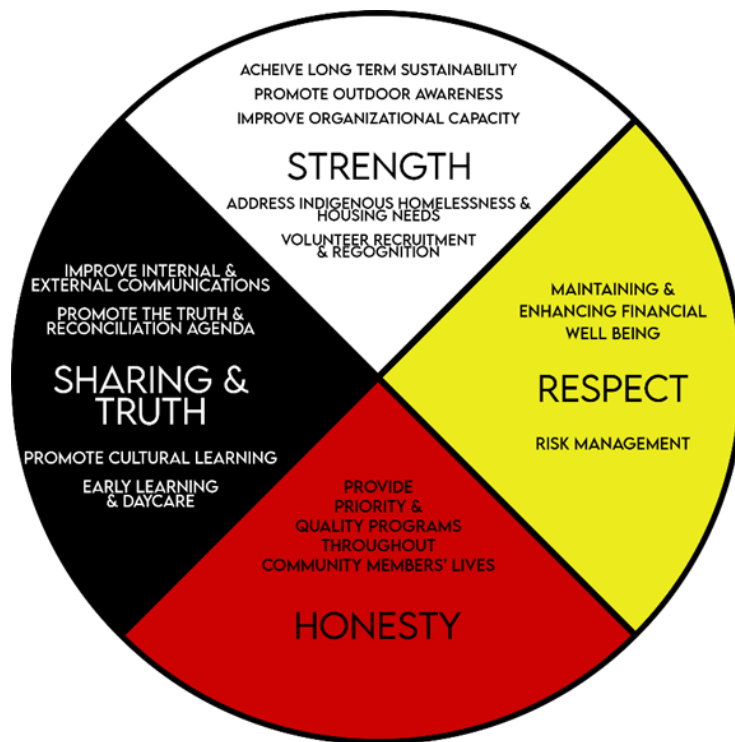 ACHEIVE LONG TERM SUSTAINABILITY
PROMOTE OUTDOOR AWARENESS
IMPROVE ORGANIZATIONAL CAPACITY
STRENGTH
ADDRESS INDIGENOUS HOMELESSNESS &
HOUSING NEEDS
VOLUNTEER RECRUITMENT
& REGOGNITION
MAINTAINING &
ENHANCING FINANCIAL
WELL BEING
RESPECT
RISK MANAGEMENT
PROVIDE
PRIORITY &
QUALITY PROGRAMS
THROUGHOUT
COMMUNITY MEMBERS' LIVES
HONESTY
IMPROVE INTERNAL &
EXTERNAL COMMUNICATIONS
PROMOTE THE TRUTH &
RECONCILIATION AGENDA
SHARING &
TRUTH
PROMOTE CULTURAL LEARNING
EARLY LEARNING
& DAYCARE